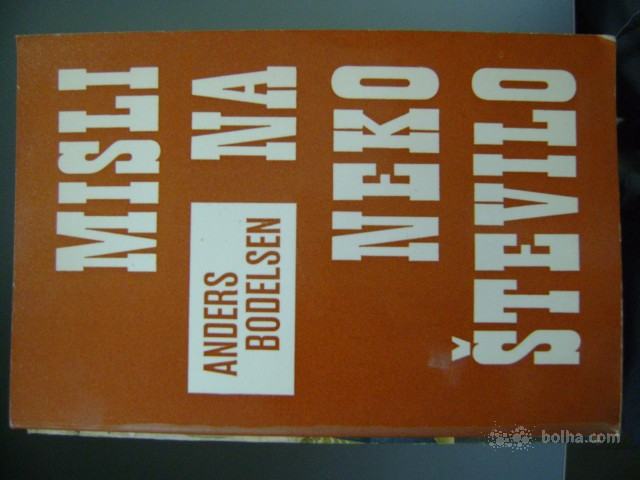 MISLI
NA
ANDERS
BODELSEN
NEKO
ŠTEVILO
bolha.com